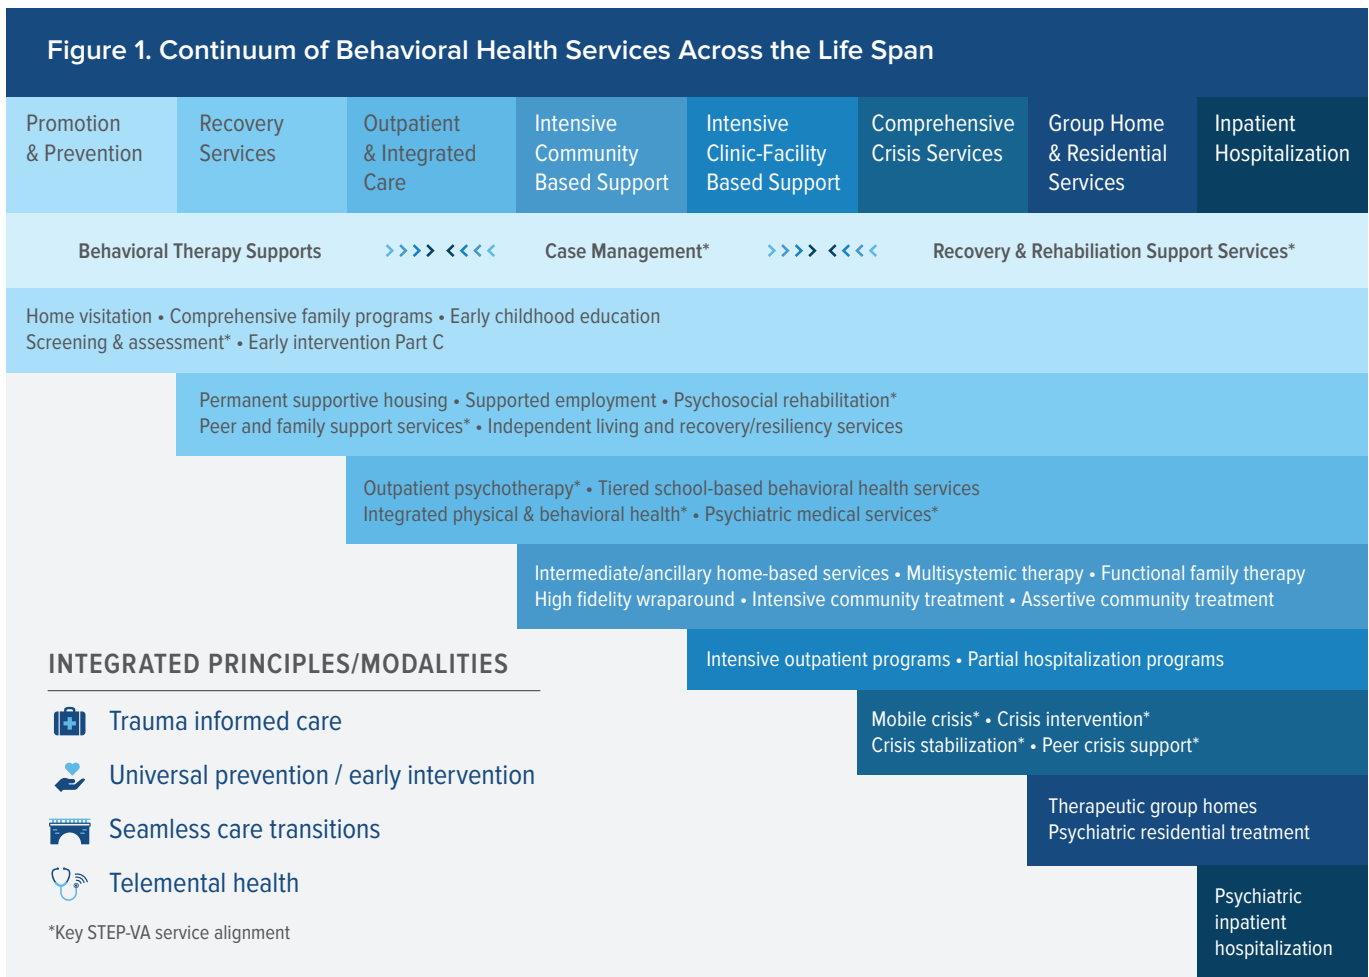 Figure 1. Continuum of Behavioral Health Services Across the Life Span
Promotion
& Prevention
Recovery
Services
Outpatient
& Integrated
Care
Intensive
Community
Based Support
Intensive
Clinic-Facility
Based Support
Comprehensive
Crisis Services
Group Home
& Residential
Services
Inpatient
Hospitalization
Behavioral Therapy Supports >>>> <<<< Case Management* >>>> <<<< Recovery & Rehabiliation Support Services*
Home visitation • Comprehensive family programs • Early childhood education
Screening & assessment* • Early intervention Part C
Permanent supportive housing • Supported employment • Psychosocial rehabilitation*
Peer and family support services* • Independent living and recovery/resiliency services
Outpatient psychotherapy* • Tiered school-based behavioral health services
Integrated physical & behavioral health* • Psychiatric medical services*
Intermediate/ancillary home-based services • Multisystemic therapy • Functional family therapy
High fidelity wraparound • Intensive community treatment • Assertive community treatment
Intensive outpatient programs • Partial hospitalization programs
Mobile crisis* • Crisis intervention*
Crisis stabilization* • Peer crisis support*
Therapeutic group homes
Psychiatric residential treatment
Psychiatric
inpatient
hospitalization
INTEGRATED PRINCIPLES/MODALITIES
Trauma informed care
Universal prevention / early intervention
Seamless care transitions
Telemental health
*Key STEP-VA service alignment